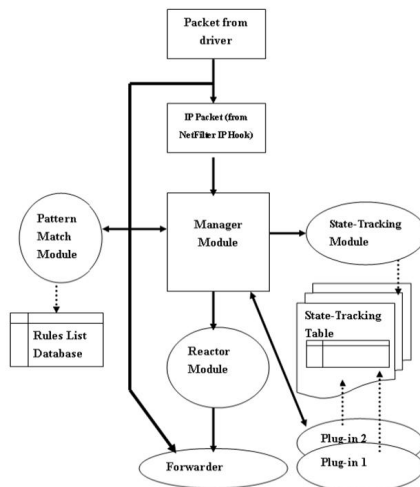 Packet from
driver
IP Packet (from
NetFilter IP Hook)
Pattern
Match
Module
Manager
Module
State-Tracking
Module
Rules List
Database
State-Tracking
Table
Reactor
Module
Plug-in 2
Plug-in 1
Forwarder